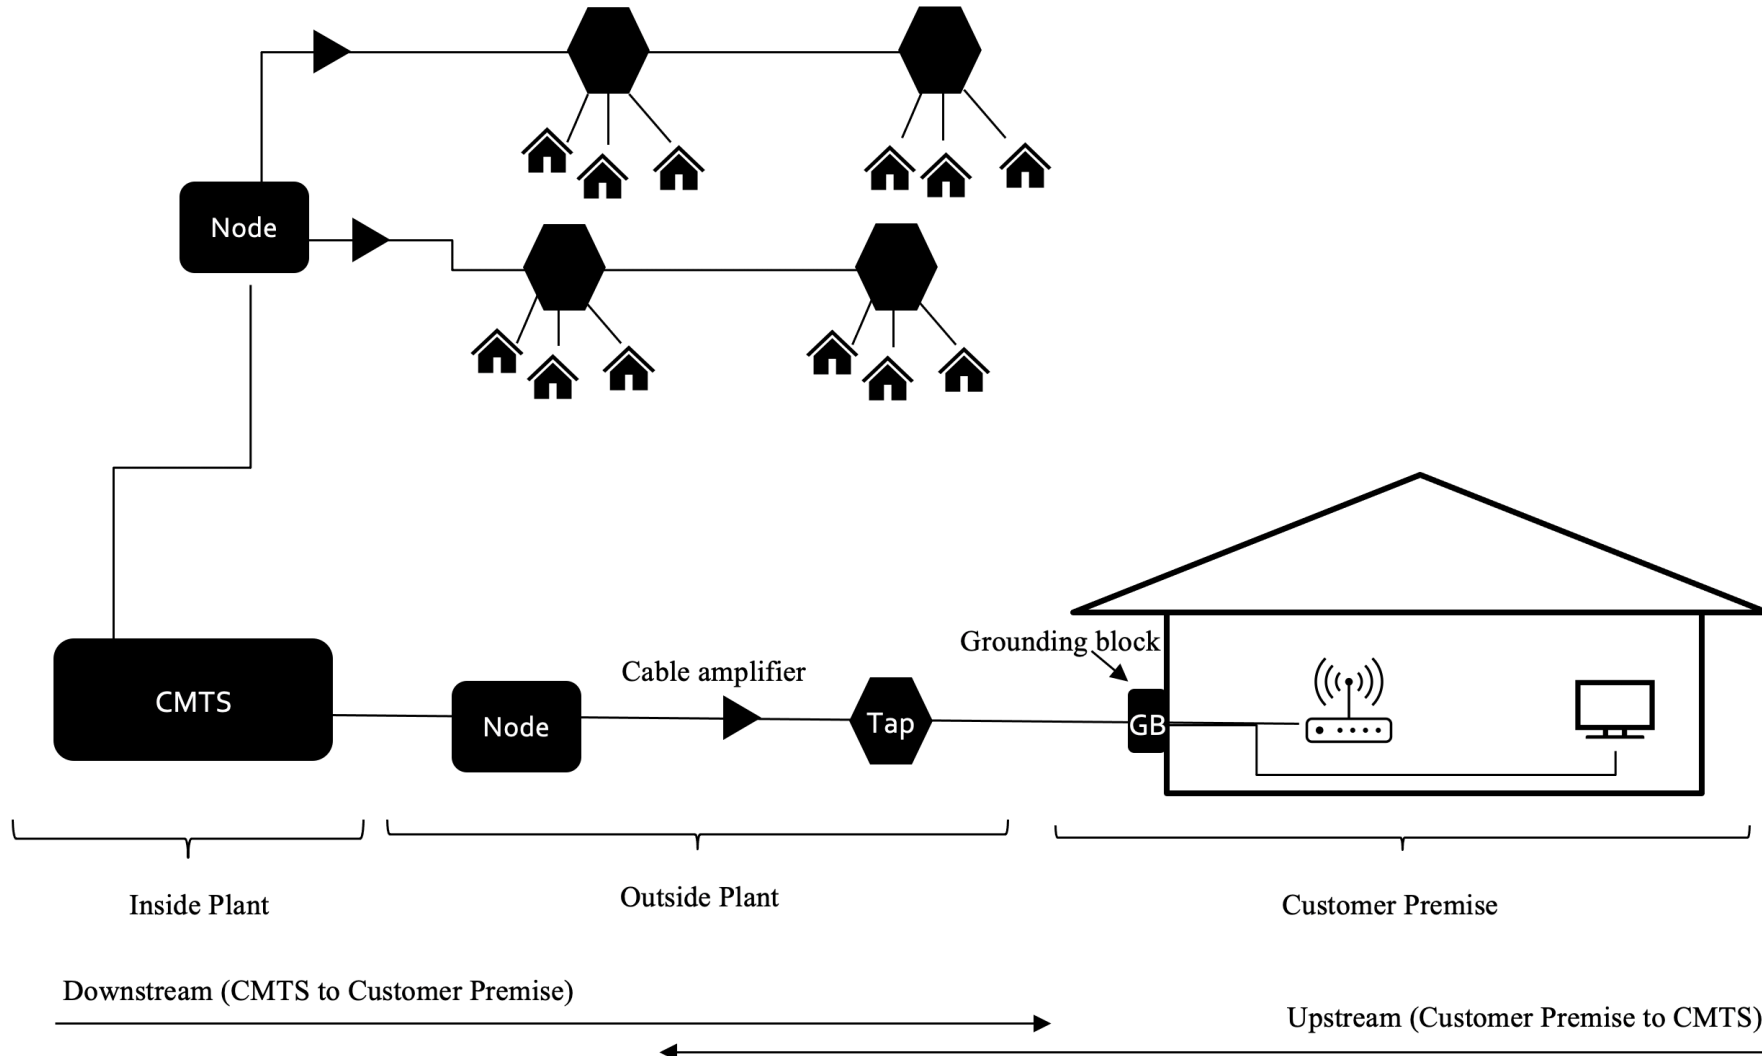 Node
Grounding block
Cable amplifier
CMTS
Node
Tap
GB
Inside Plant
Outside Plant
Customer Premise
Downstream (CMTS to Customer Premise)
Upstream (Customer Premise to CMTS)